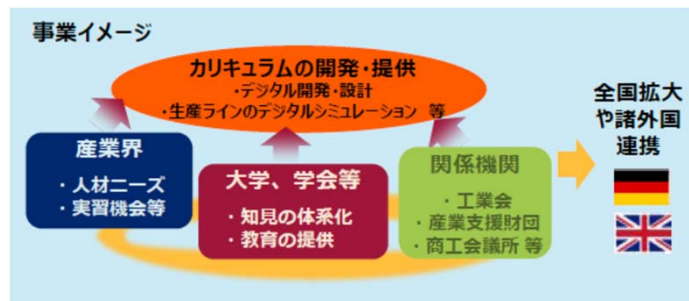 事業イメージ
カリキュラムの開発・提供
・デジタル開発・設計
・生産ラインのデジタルシミュレーション 等
産業界
・人材ニーズ
・実習機会等
大学、学会等
・知見の体系化
・教育の提供
関係機関
・工業会
・産業支援財団
・商工会議所 等
全国拡大
や諸外国
連携